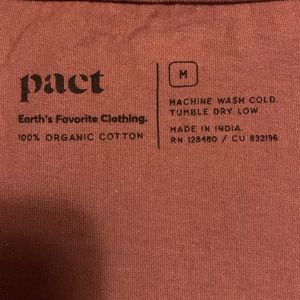 pact
Earth's Favorite Clothing.
100% ORGANIC COTTON
M
MACHINE WASH COLD.
TUMBLE DRY LOW.
MADE IN INDIA.
RN 128480 / CU 832196